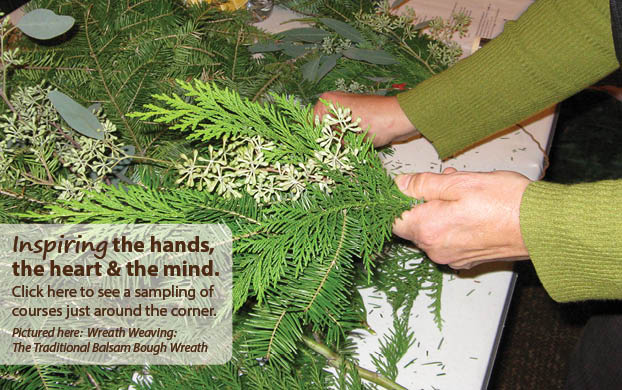 Inspiring the hands,
the heart & the mind.
Click here to see a sampling of
courses just around the corner.
Pictured here: Wreath Weaving:
The Traditional Balsam Bough Wreath